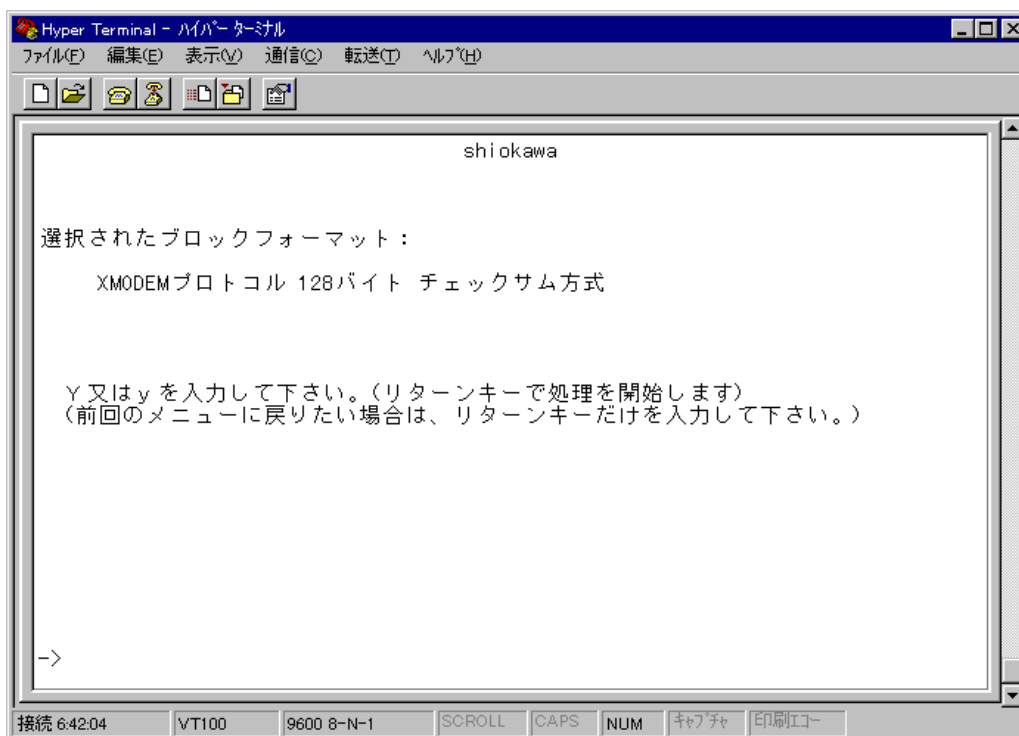 Hyper Terminal - ﾊｲﾊﾟｰ ﾀｰﾐﾅﾙ
ﾌｧｲﾙ(F) 編集(E) 表示(V) 通信(C) 転送(T) ﾍﾙﾌﾟ(H)
shiokawa
選択されたブロックフォーマット：
XMODEMプロトコル 128バイト チェックサム方式
Ｙ又はｙを入力して下さい。（リターンキーで処理を開始します）
（前回のメニューに戻りたい場合は、リターンキーだけを入力して下さい。）
->
接続 6:42:04 VT100 9600 8-N-1 SCROLL CAPS NUM ｷｬﾌﾟﾁｬ 印刷ｴｺｰ